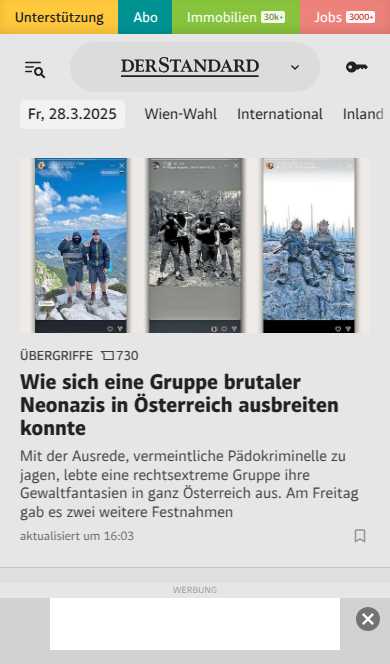 Unterstützung Abo Immobilien 30k+ Jobs 3000+
DERSTANDARD
Fr, 28.3.2025 Wien-Wahl International Inland
ÜBERGRIFFE 730
Wie sich eine Gruppe brutaler
Neonazis in Österreich ausbreiten
konnte
Mit der Ausrede, vermeintliche Pädokriminelle zu
jagen, lebte eine rechtsextreme Gruppe ihre
Gewaltfantasien in ganz Österreich aus. Am Freitag
gab es zwei weitere Festnahmen
aktualisiert um 16:03
WERBUNG